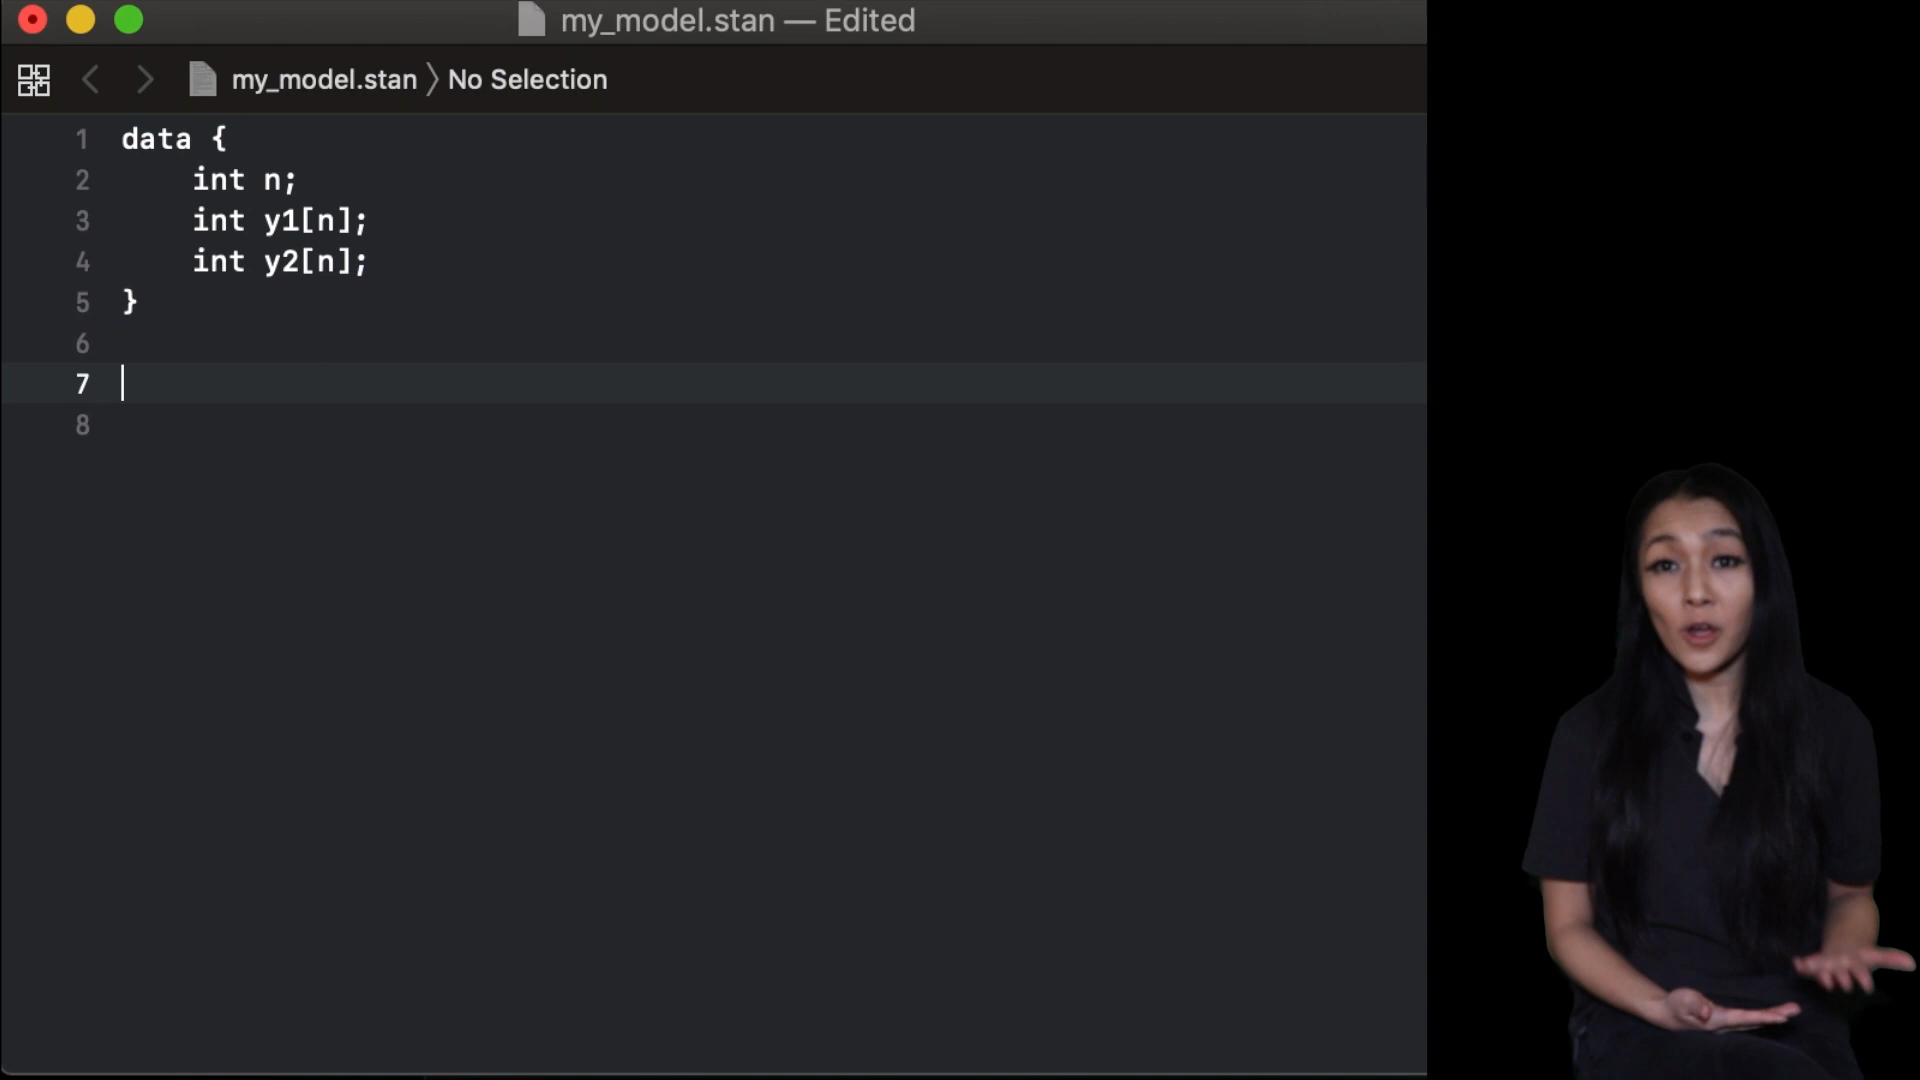 my_model.stan — Edited
my_model.stan 〉 No Selection
1 data {
2     int n;
3     int y1[n];
4     int y2[n];
5 }
6
7
8